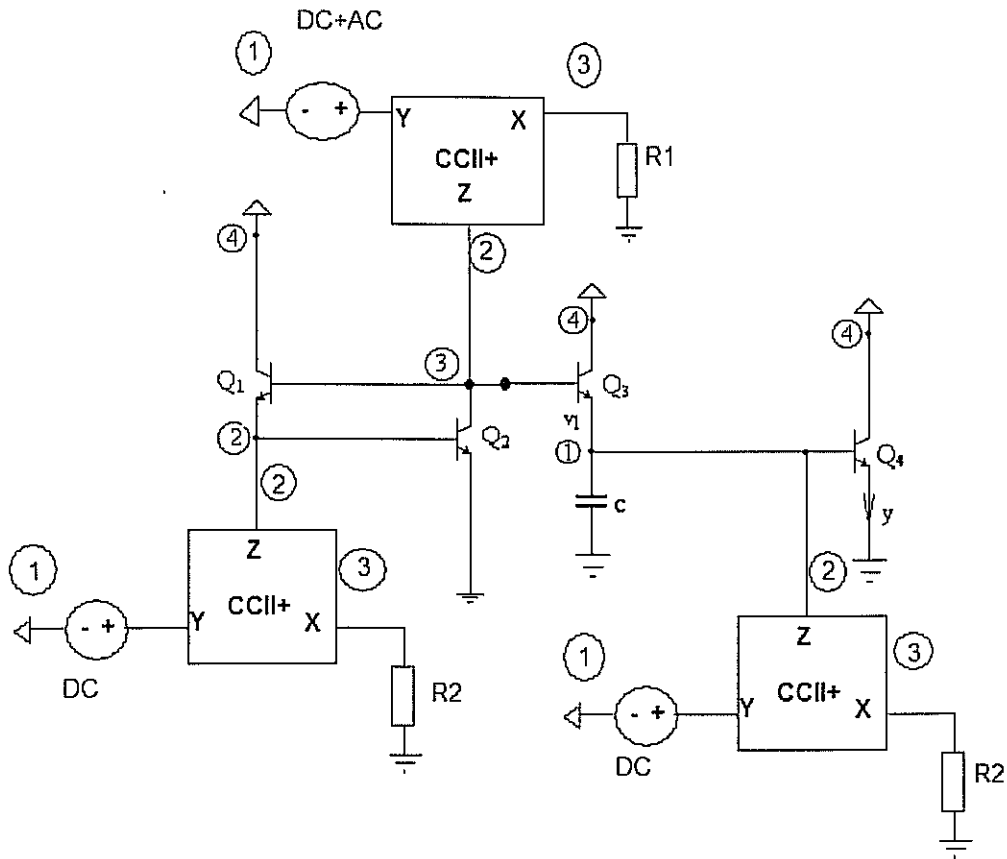 DC+AC
1
3
- +
Y
X
CCII+
Z
R1
4
2
4
4
3
Q₁
Q₃
v₁
2
Q₂
1
Q₄
2
c
y
Z
2
1
3
CCII+
- +
Y
X
Z
1
3
DC
R2
CCII+
- +
Y
X
DC
R2